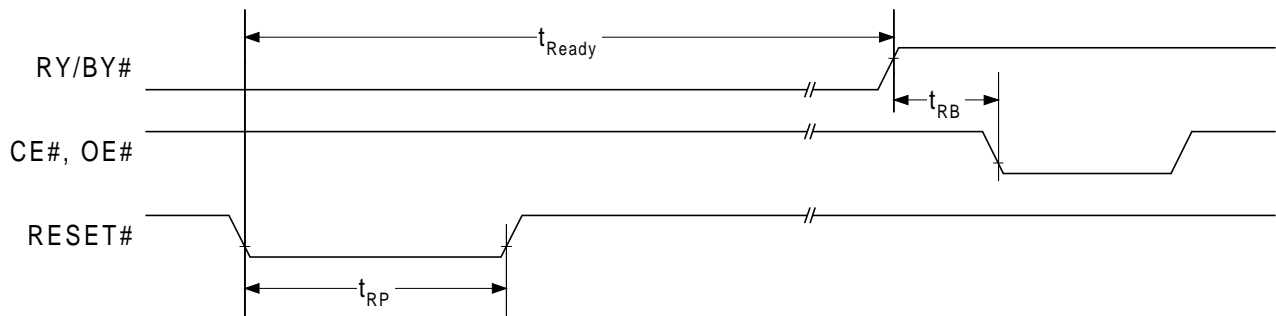 tReady
RY/BY#
tRB
CE#, OE#
RESET#
tRP